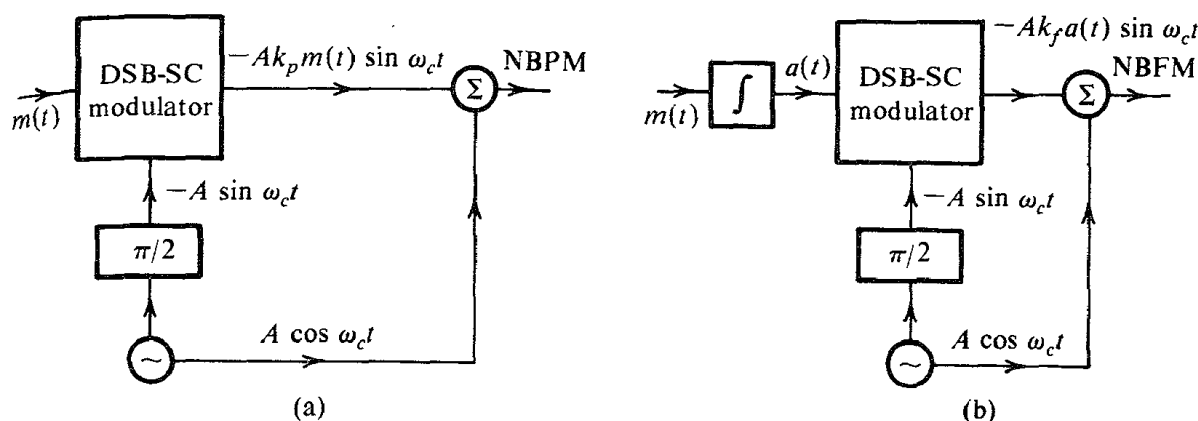 DSB-SC
modulator
−Ak_p m(t) sin ω_c t
NBPM
Σ
m(t)
−A sin ω_c t
π/2
∼
A cos ω_c t
(a)
−Ak_f a(t) sin ω_c t
NBFM
m(t)
∫
a(t)
DSB-SC
modulator
Σ
−A sin ω_c t
π/2
∼
A cos ω_c t
(b)